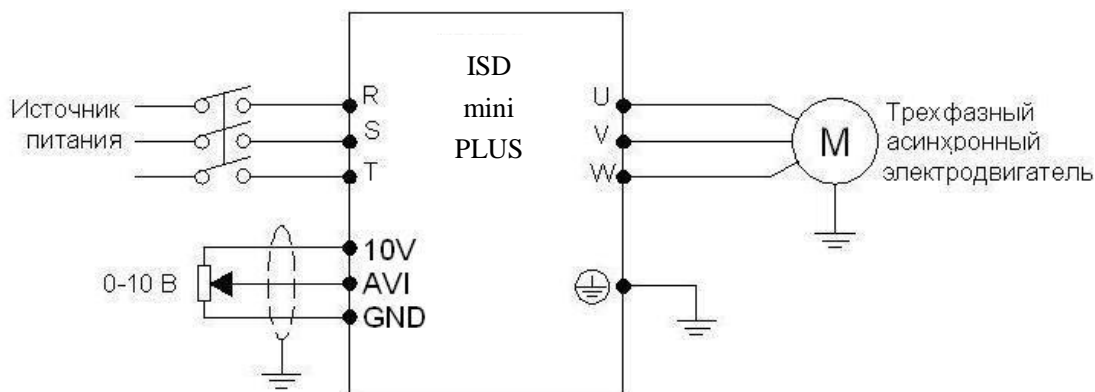 ISD
mini
PLUS
Источник
питания
R
S
T
U
V
W
M
Трехфазный
асинхронный
электродвигатель
10V
AVI
GND
0-10 В